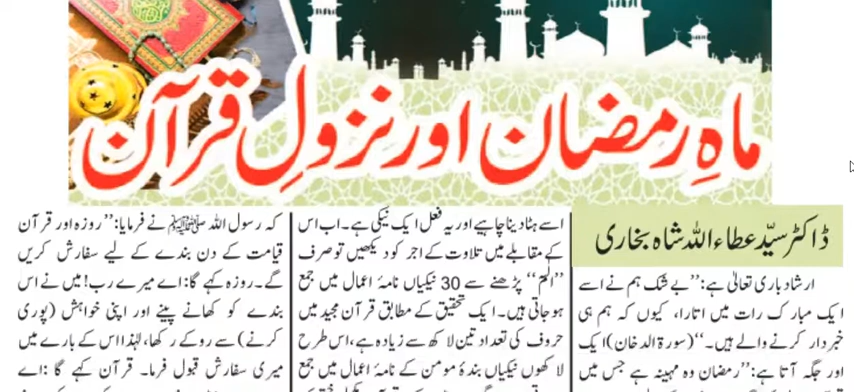 ماہِ رمضان اور نزولِ قرآن
ڈاکٹر سیّد عطاء اللہ شاہ بخاری
ارشاد باری تعالیٰ ہے: ’’بے شک ہم نے اسے
ایک مبارک رات میں اتارا، کیوں کہ ہم ہی
خبردار کرنے والے ہیں۔‘‘ (سورۃ الدخان) ایک
اور جگہ آتا ہے: ’’رمضان وہ مہینہ ہے جس میں
اسے ہٹا دینا چاہیے اور یہ فعل ایک نیکی ہے۔ اب اس
کے مقابلے میں تلاوت کے اجر کو دیکھیں تو صرف
’’الم‘‘ پڑھنے سے 30 نیکیاں نامۂ اعمال میں جمع
ہو جاتی ہیں۔ ایک تحقیق کے مطابق قرآن مجید میں
حروف کی تعداد تین لاکھ سے زیادہ ہے، اس طرح
لاکھوں نیکیاں بندۂ مومن کے نامۂ اعمال میں جمع
کہ رسول اللہ ﷺ نے فرمایا: ’’روزہ اور قرآن
قیامت کے دن بندے کے لیے سفارش کریں
گے۔ روزہ کہے گا: اے میرے رب! میں نے اس
بندے کو کھانے پینے اور اپنی خواہش (پوری
کرنے) سے روکے رکھا، لہٰذا اس کے بارے میں
میری سفارش قبول فرما۔ قرآن کہے گا: اے